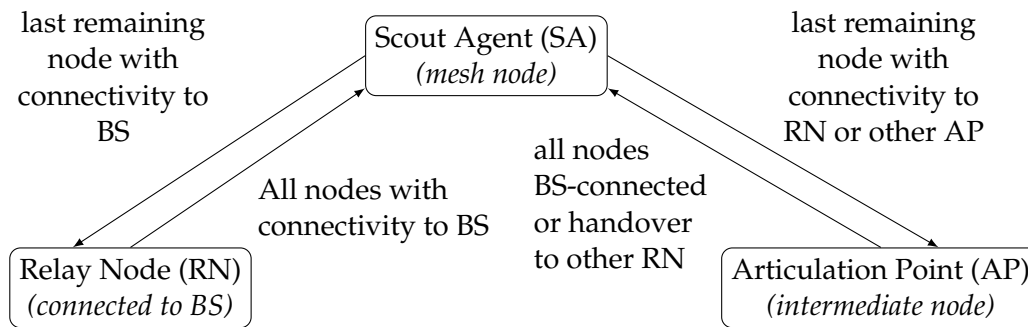 last remaining
node with
connectivity to
BS
Scout Agent (SA)
(mesh node)
last remaining
node with
connectivity to
RN or other AP
All nodes with
connectivity to BS
all nodes
BS-connected
or handover
to other RN
Relay Node (RN)
(connected to BS)
Articulation Point (AP)
(intermediate node)